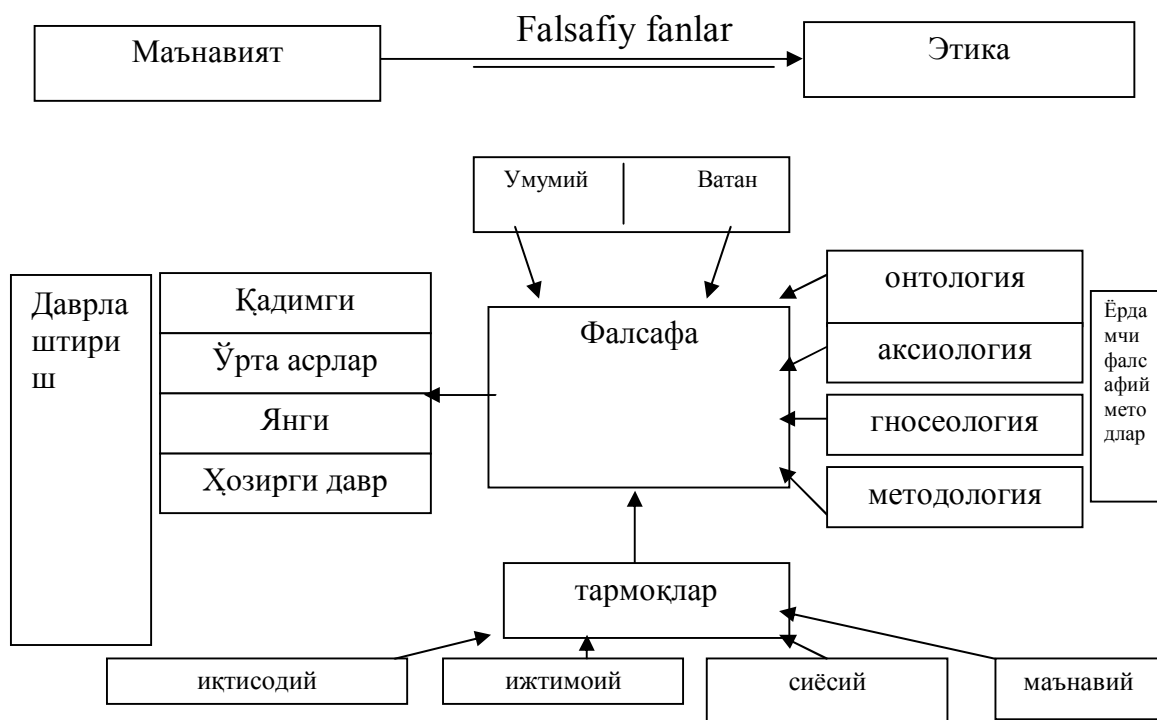 Falsafiy fanlar
Маънавият
Этика
Умумий
Ватан
Даврла
штири
ш
Қадимги
Ўрта асрлар
Янги
Ҳозирги давр
Фалсафа
онтология
аксиология
гносеология
методология
Ёрда
мчи
фалс
афий
мето
длар
тармоқлар
иқтисодий
ижтимоий
сиёсий
маънавий